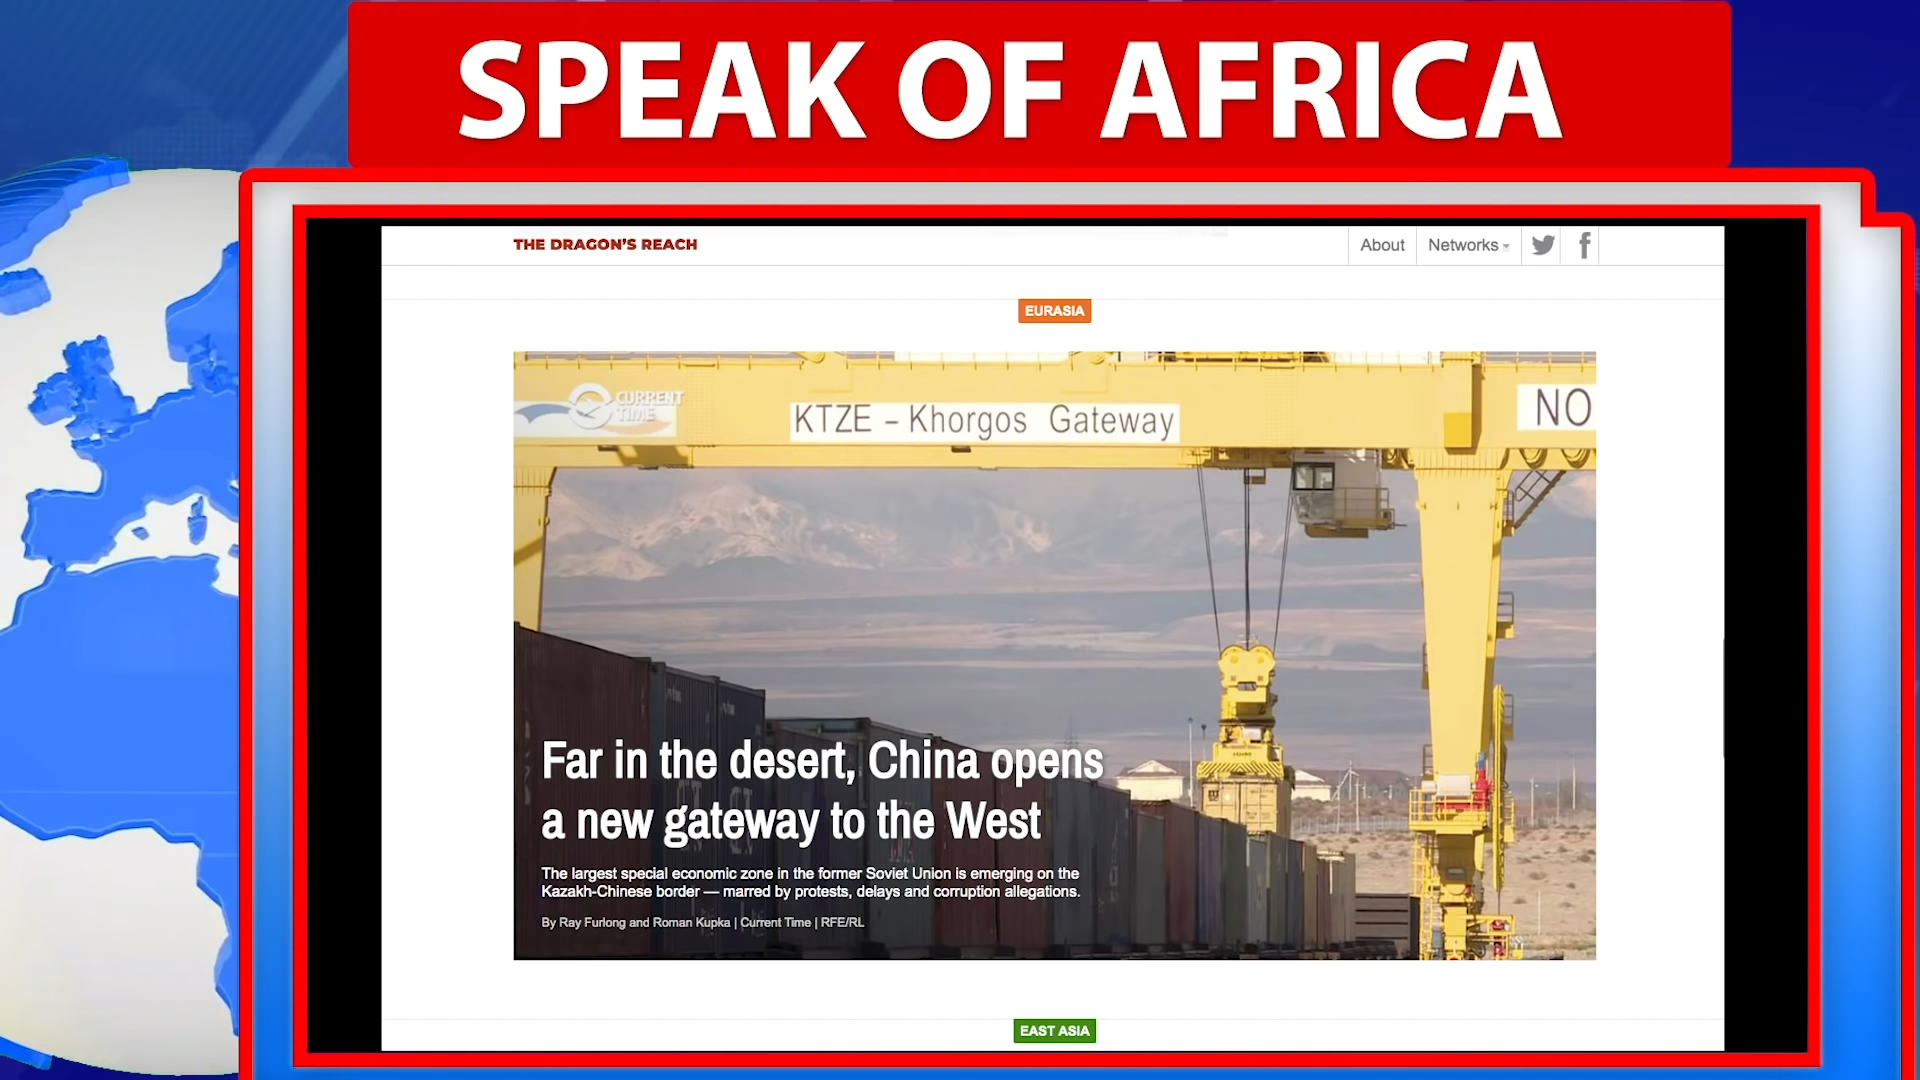 SPEAK OF AFRICA
THE DRAGON'S REACH
About
Networks
EURASIA
CURRENT
TIME
KTZE – Khorgos Gateway
NO
Far in the desert, China opens
a new gateway to the West
The largest special economic zone in the former Soviet Union is emerging on the
Kazakh-Chinese border — marred by protests, delays and corruption allegations.
By Ray Furlong and Roman Kupka | Current Time | RFE/RL
EAST ASIA